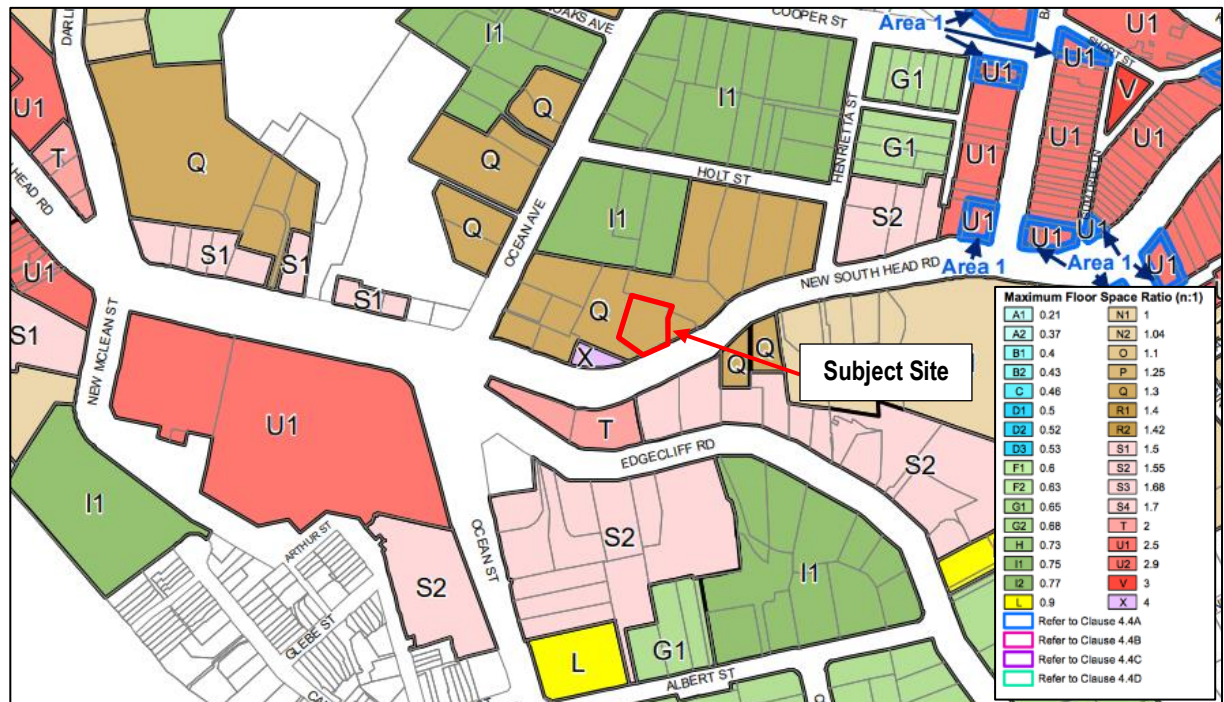 DARLI
OAKS AVE
COOPER ST
Area 1
SHORT ST
I1
U1
U1
U1
V
G1
I1
Q
U1
T
Q
Q
HENRIETTA ST
G1
U1
U1
U1
HEAD RD
HOLT ST
OCEAN AVE
I1
S2
Q
U1
U1
U1
U1
S1
S1
Area 1
Area 1
NEW SOUTH HEAD RD
U1
S1
Q
S1
NEW MCLEAN ST
X
Q
Q
Subject Site
U1
T
EDGECLIFF RD
S2
I1
ARTHUR ST
OCEAN ST
S2
I1
S2
GLEBE ST
L
G1
ALBERT ST
Maximum Floor Space Ratio (n:1)
A1 0.21 N1 1
A2 0.37 N2 1.04
B1 0.4 O 1.1
B2 0.43 P 1.25
C 0.46 Q 1.3
D1 0.5 R1 1.4
D2 0.52 R2 1.42
D3 0.53 S1 1.5
F1 0.6 S2 1.55
F2 0.63 S3 1.68
G1 0.65 S4 1.7
G2 0.68 T 2
H 0.73 U1 2.5
I1 0.75 U2 2.9
I2 0.77 V 3
L 0.9 X 4
Refer to Clause 4.4A
Refer to Clause 4.4B
Refer to Clause 4.4C
Refer to Clause 4.4D